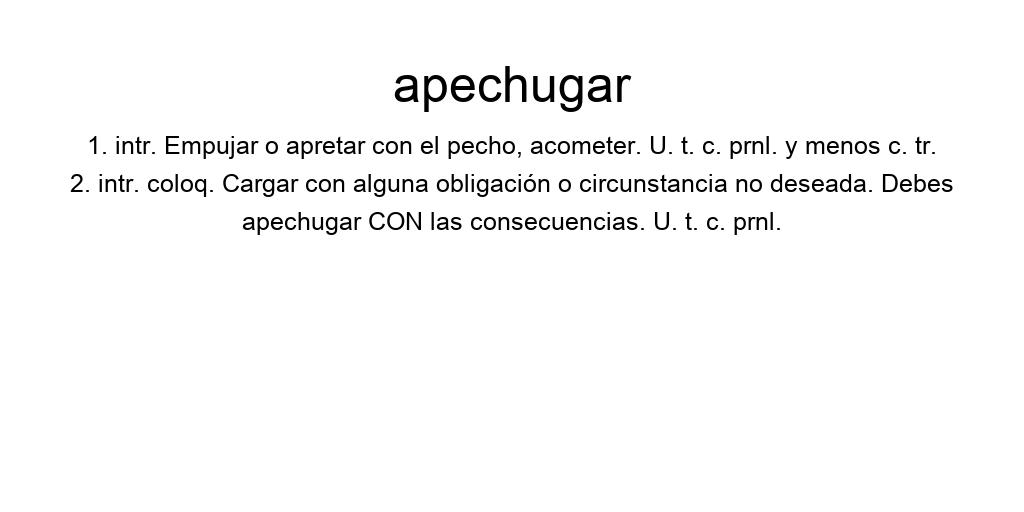 apechugar
1. intr. Empujar o apretar con el pecho, acometer. U. t. c. prnl. y menos c. tr.
2. intr. coloq. Cargar con alguna obligación o circunstancia no deseada. Debes
apechugar CON las consecuencias. U. t. c. prnl.